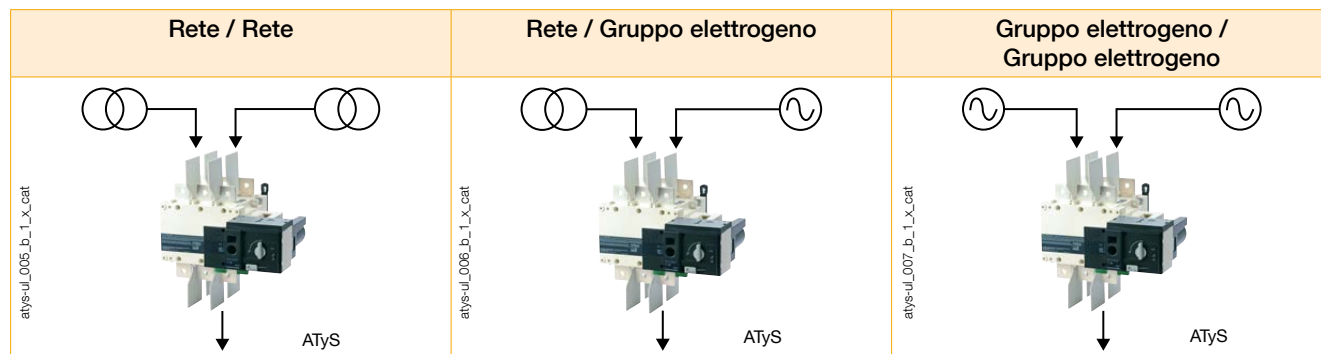 Rete / Rete
Rete / Gruppo elettrogeno
Gruppo elettrogeno /
Gruppo elettrogeno
atys-ul_005_b_1_x_cat
ATyS
atys-ul_006_b_1_x_cat
ATyS
atys-ul_007_b_1_x_cat
ATyS